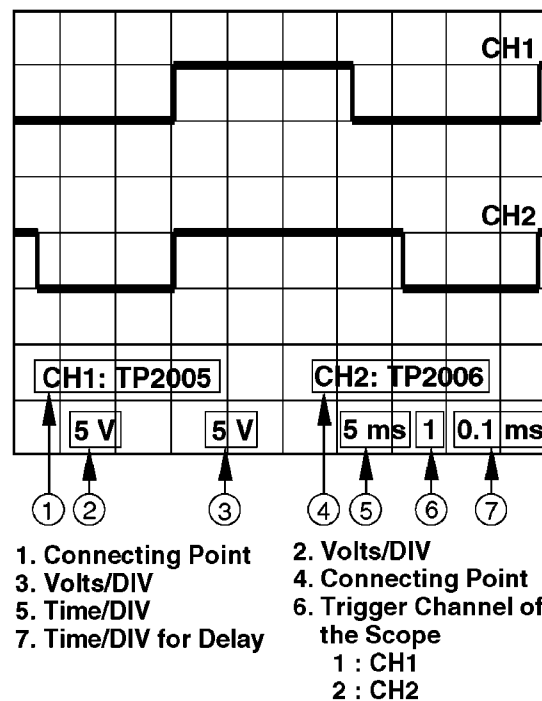 CH1
CH2
CH1: TP2005 CH2: TP2006
5 V 5 V 5 ms 1 0.1 ms
1 2 3 4 5 6 7
1. Connecting Point 2. Volts/DIV
3. Volts/DIV 4. Connecting Point
5. Time/DIV 6. Trigger Channel of
7. Time/DIV for Delay the Scope
1 : CH1
2 : CH2